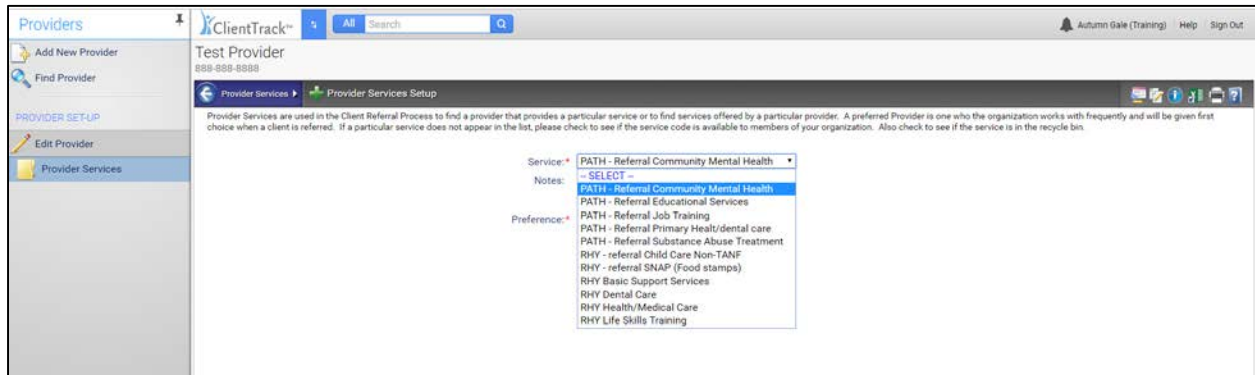 Providers
ClientTrack™
All Search
Autumn Gale (Training) Help Sign Out
Add New Provider
Find Provider
PROVIDER SET-UP
Edit Provider
Provider Services
Test Provider
888-888-8888
Provider Services
Provider Services Setup
Provider Services are used in the Client Referral Process to find a provider that provides a particular service or to find services offered by a particular provider. A preferred Provider is one who the organization works with frequently and will be given first
choice when a client is referred. If a particular service does not appear in the list, please check to see if the service code is available to members of your organization. Also check to see if the service is in the recycle bin.
Service:* PATH - Referral Community Mental Health
Notes:
Preference:*
-- SELECT --
PATH - Referral Community Mental Health
PATH - Referral Educational Services
PATH - Referral Job Training
PATH - Referral Primary Healt/dental care
PATH - Referral Substance Abuse Treatment
RHY - referral Child Care Non-TANF
RHY - referral SNAP (Food stamps)
RHY Basic Support Services
RHY Dental Care
RHY Health/Medical Care
RHY Life Skills Training